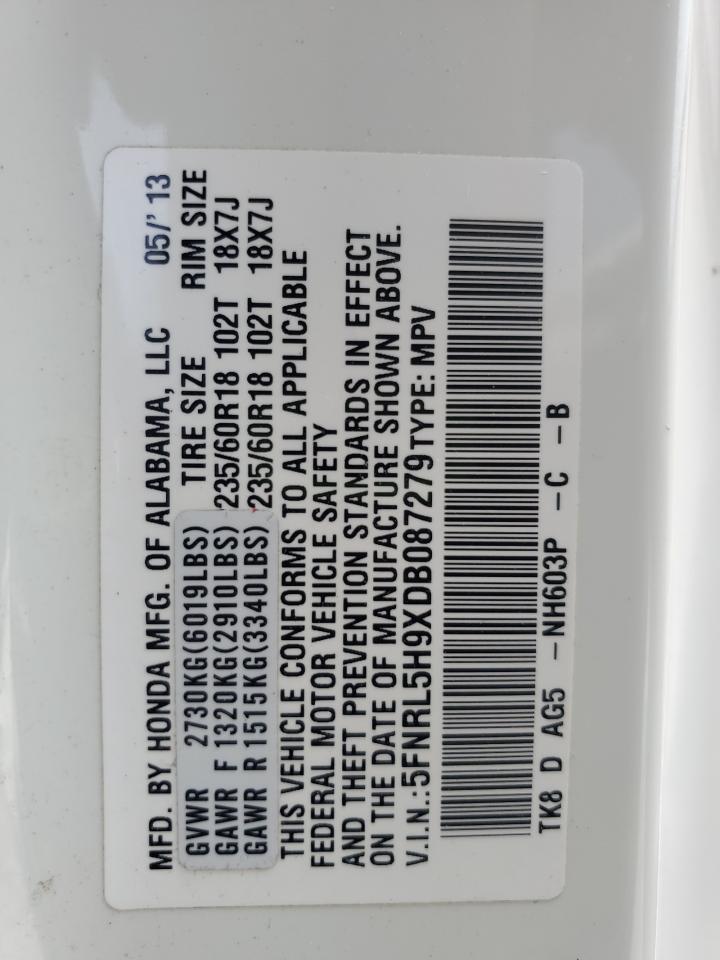 MFD. BY HONDA MFG. OF ALABAMA, LLC 05/'13
GVWR 2730KG(6019LBS) TIRE SIZE RIM SIZE
GAWR F 1320KG(2910LBS) 235/60R18 102T 18X7J
GAWR R 1515KG(3340LBS) 235/60R18 102T 18X7J
THIS VEHICLE CONFORMS TO ALL APPLICABLE
FEDERAL MOTOR VEHICLE SAFETY
AND THEFT PREVENTION STANDARDS IN EFFECT
ON THE DATE OF MANUFACTURE SHOWN ABOVE.
V.I.N.:5FNRL5H9XDB087279 TYPE: MPV
TK8 D AG5 -NH603P -C -B